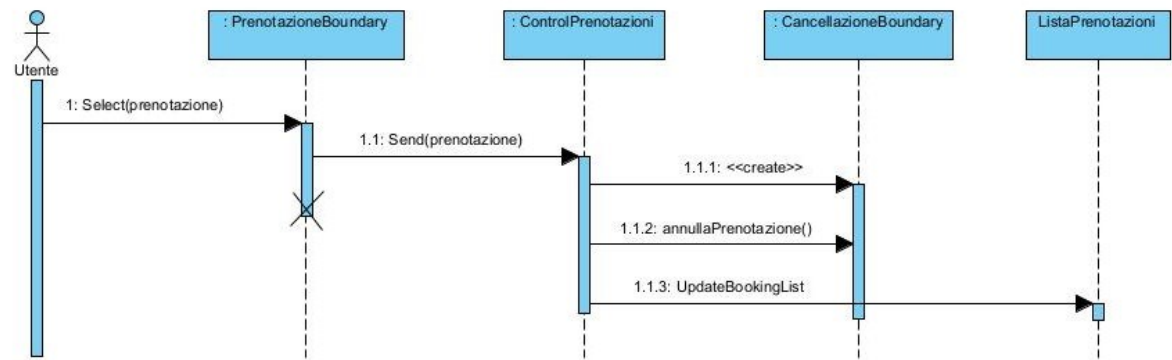 : PrenotazioneBoundary
: ControlPrenotazioni
: CancellazioneBoundary
ListaPrenotazioni
Utente
1: Select(prenotazione)
1.1: Send(prenotazione)
1.1.1: <<create>>
1.1.2: annullaPrenotazione()
1.1.3: UpdateBookingList